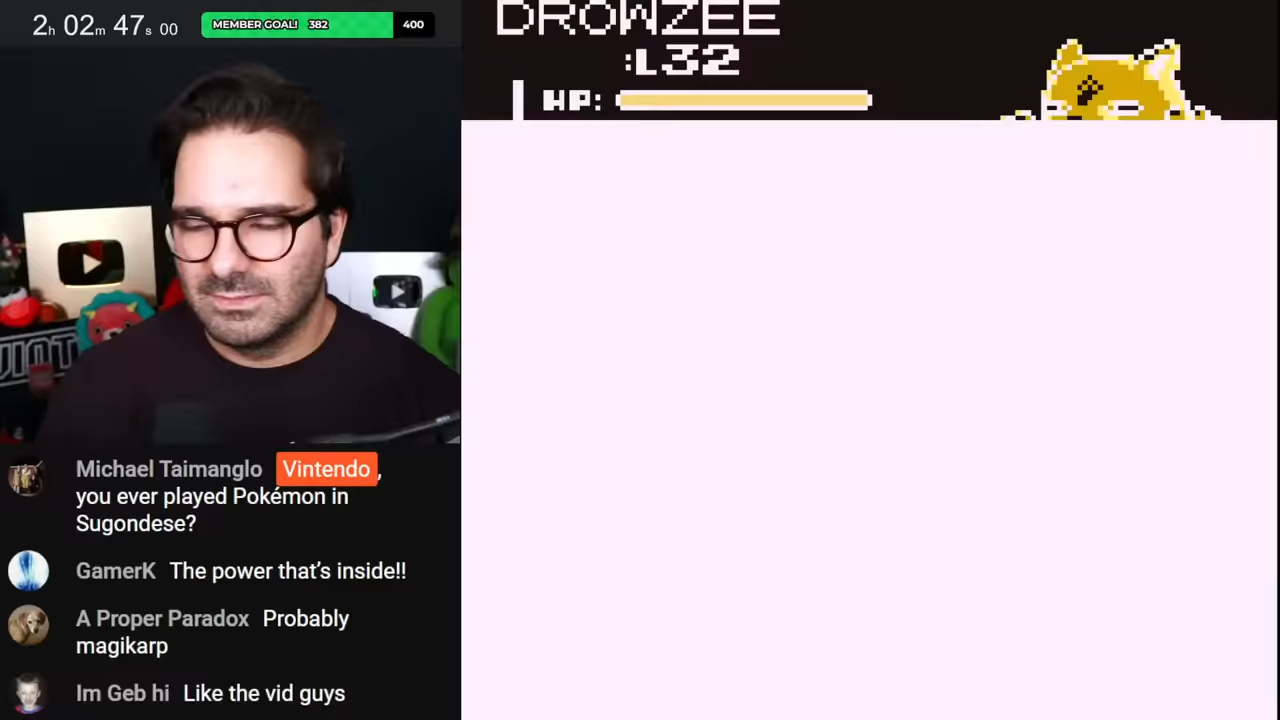 2h 02m 47s 00
MEMBER GOAL! 382 400
DROWZEE
:L32
HP:
Michael Taimanglo Vintendo,
you ever played Pokémon in
Sugondese?
GamerK The power that’s inside!!
A Proper Paradox Probably
magikarp
Im Geb hi Like the vid guys